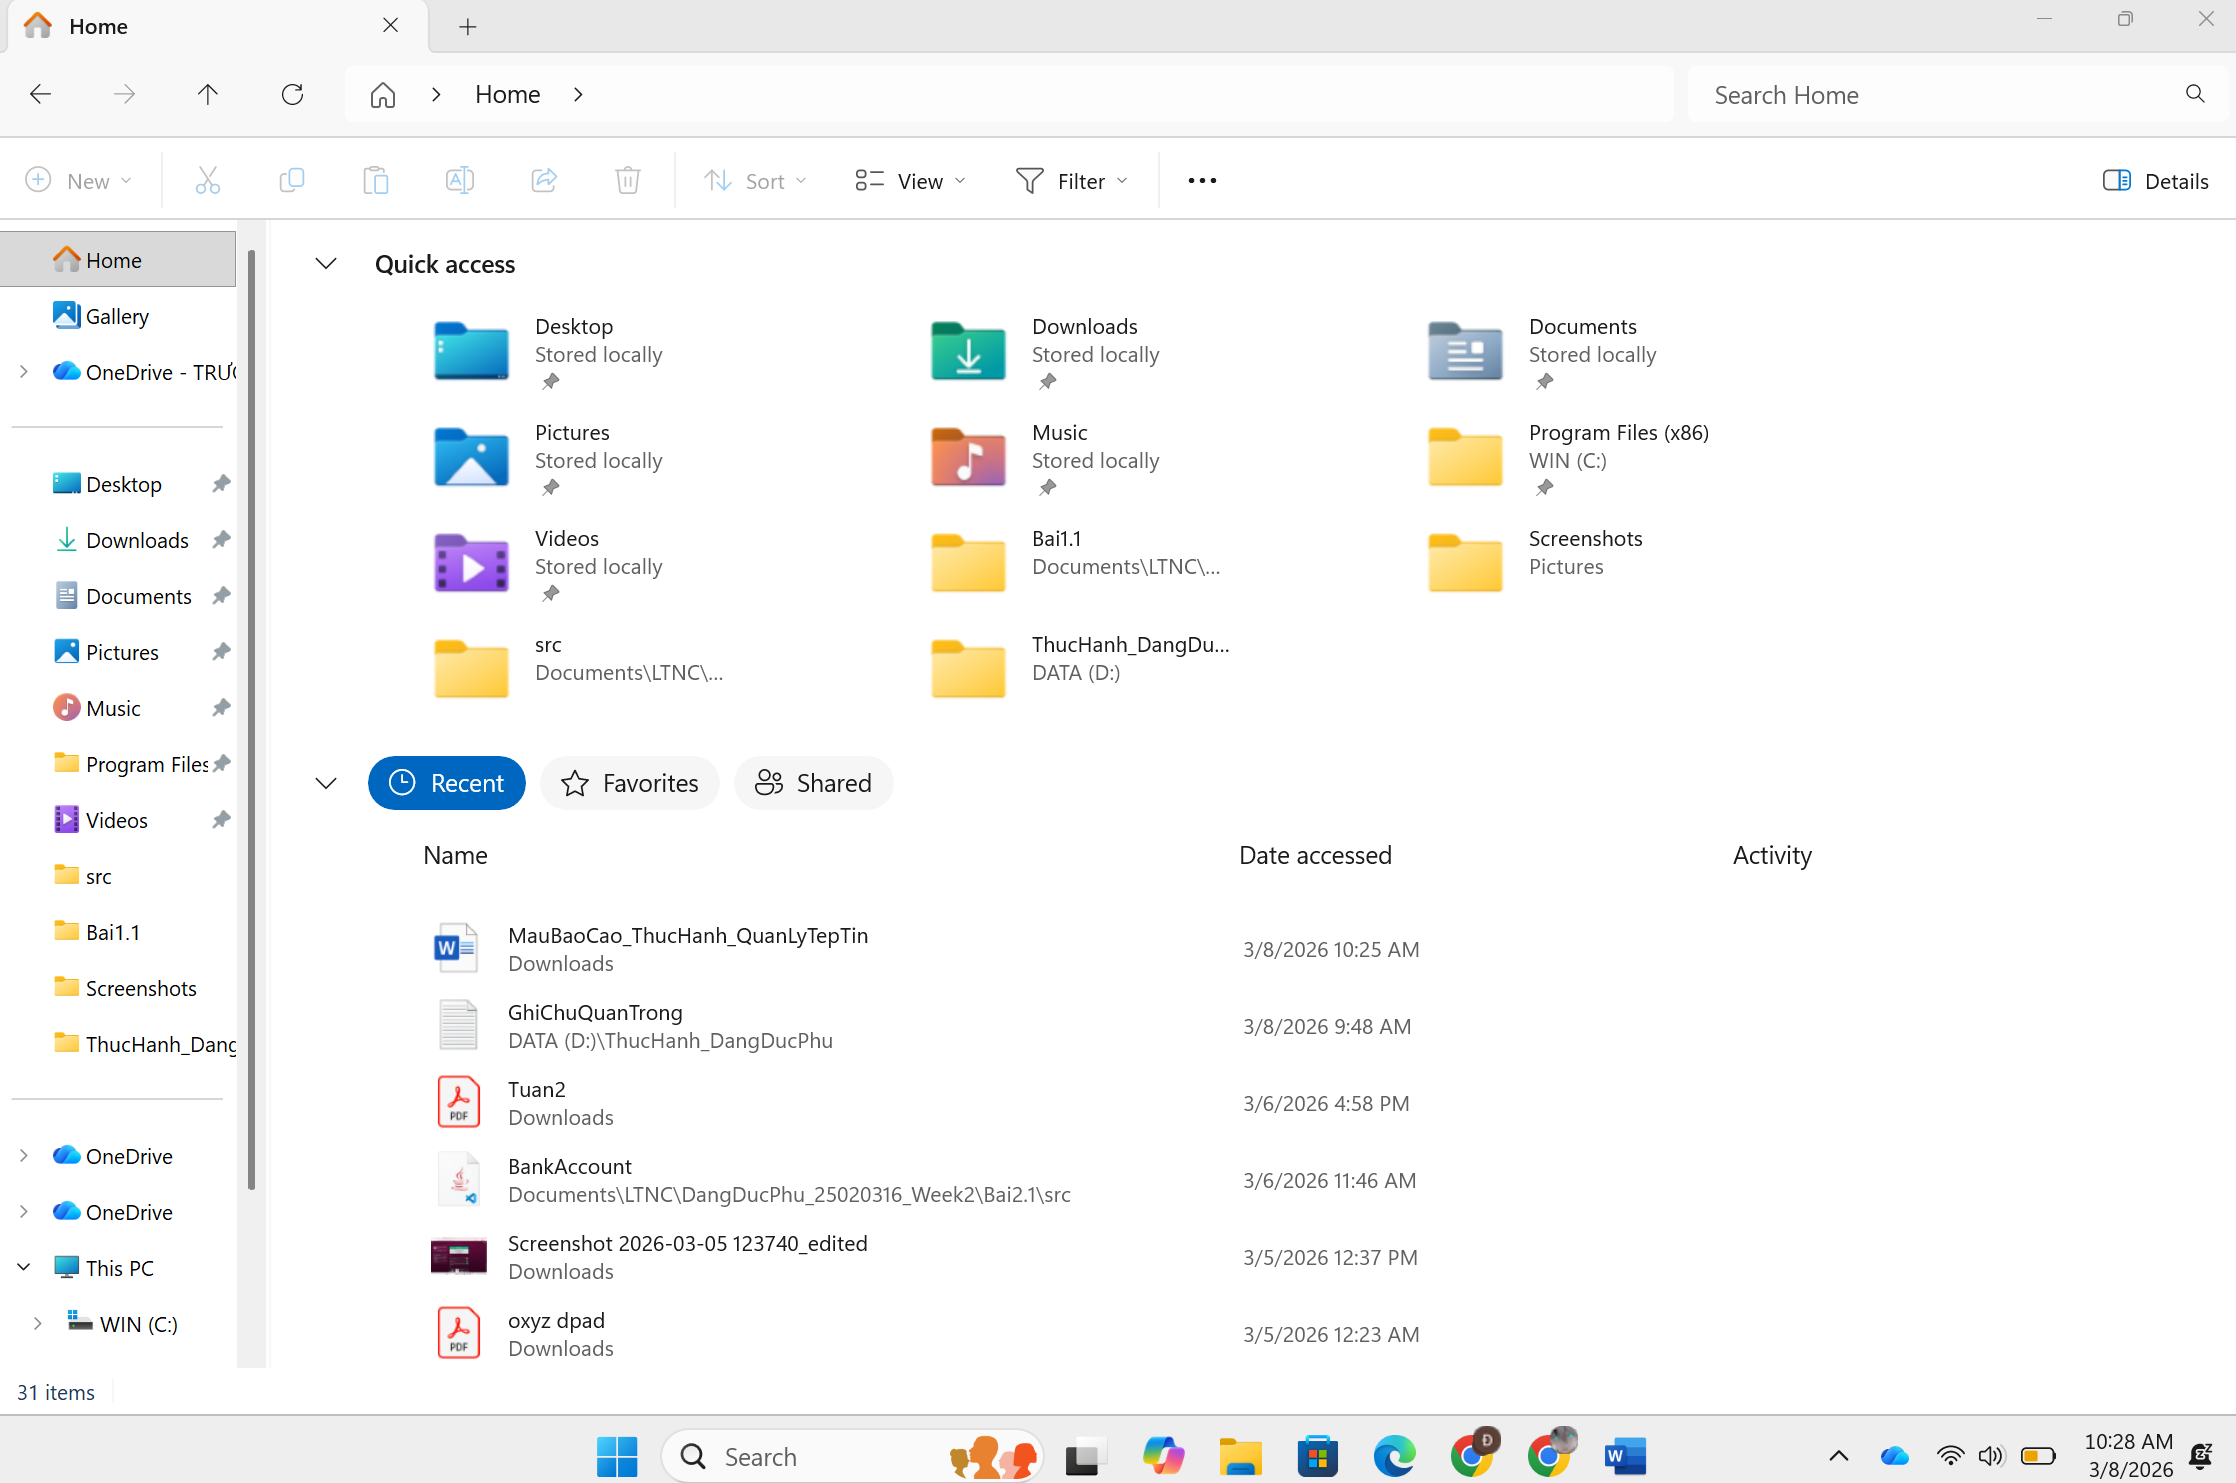 Home
Home
Search Home
New
Sort
View
Filter
Details
Home
Gallery
OneDrive - TRƯỜ
Desktop
Downloads
Documents
Pictures
Music
Program Files
Videos
src
Bai1.1
Screenshots
ThucHanh_Dang
OneDrive
OneDrive
This PC
WIN (C:)
Quick access
Desktop
Stored locally
Downloads
Stored locally
Documents
Stored locally
Pictures
Stored locally
Music
Stored locally
Program Files (x86)
WIN (C:)
Videos
Stored locally
Bai1.1
Documents\LTNC\...
Screenshots
Pictures
src
Documents\LTNC\...
ThucHanh_DangDu...
DATA (D:)
Recent
Favorites
Shared
Name
Date accessed
Activity
MauBaoCao_ThucHanh_QuanLyTepTin
Downloads
3/8/2026 10:25 AM
GhiChuQuanTrong
DATA (D:)\ThucHanh_DangDucPhu
3/8/2026 9:48 AM
Tuan2
Downloads
3/6/2026 4:58 PM
PDF
BankAccount
Documents\LTNC\DangDucPhu_25020316_Week2\Bai2.1\src
3/6/2026 11:46 AM
Screenshot 2026-03-05 123740_edited
Downloads
3/5/2026 12:37 PM
oxyz dpad
Downloads
3/5/2026 12:23 AM
PDF
31 items
Search
Đ
10:28 AM
3/8/2026